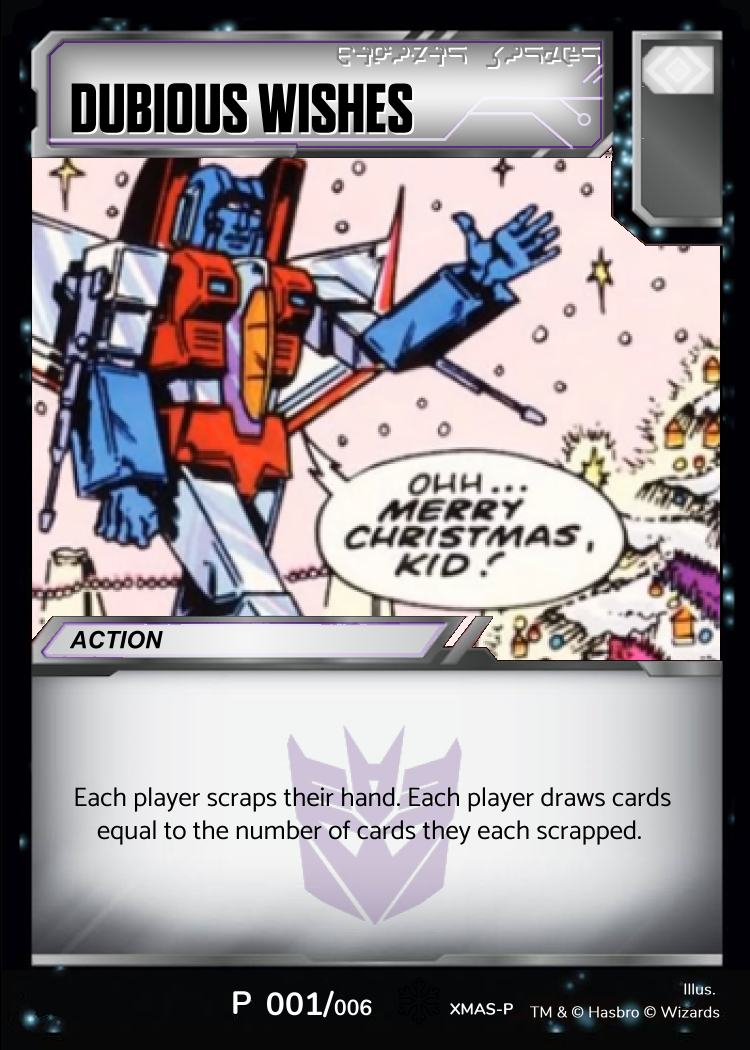 DUBIOUS WISHES
OHH...
MERRY
CHRISTMAS,
KID!
ACTION
Each player scraps their hand. Each player draws cards
equal to the number of cards they each scrapped.
P 001/006
XMAS-P
Illus.
TM & © Hasbro © Wizards